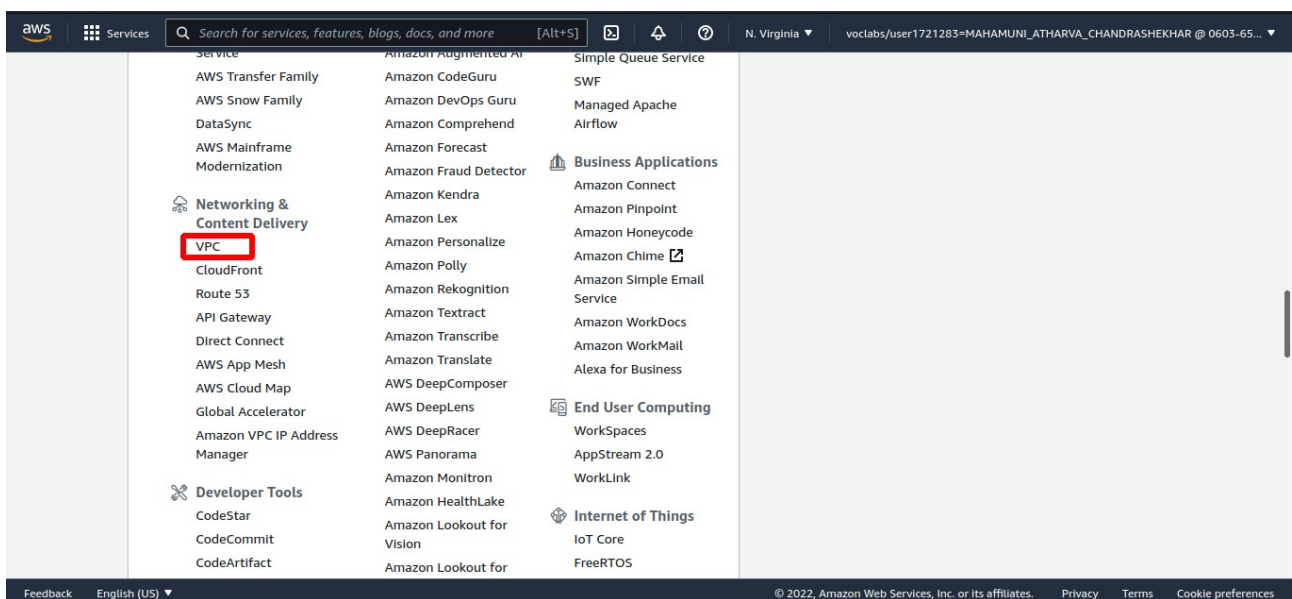 aws
Services
Search for services, features, blogs, docs, and more
[Alt+S]
N. Virginia ▼
voclabs/user1721283=MAHAMUNI_ATHARVA_CHANDRASHEKHAR @ 0603-65... ▼
Service
AWS Transfer Family
AWS Snow Family
DataSync
AWS Mainframe
Modernization
Networking &
Content Delivery
VPC
CloudFront
Route 53
API Gateway
Direct Connect
AWS App Mesh
AWS Cloud Map
Global Accelerator
Amazon VPC IP Address
Manager
Developer Tools
CodeStar
CodeCommit
CodeArtifact
Amazon Augmented AI
Amazon CodeGuru
Amazon DevOps Guru
Amazon Comprehend
Amazon Forecast
Amazon Fraud Detector
Amazon Kendra
Amazon Lex
Amazon Personalize
Amazon Polly
Amazon Rekognition
Amazon Textract
Amazon Transcribe
Amazon Translate
AWS DeepComposer
AWS DeepLens
AWS DeepRacer
AWS Panorama
Amazon Monitron
Amazon HealthLake
Amazon Lookout for
Vision
Amazon Lookout for
Simple Queue Service
SWF
Managed Apache
Airflow
Business Applications
Amazon Connect
Amazon Pinpoint
Amazon Honeycode
Amazon Chime
Amazon Simple Email
Service
Amazon WorkDocs
Amazon WorkMail
Alexa for Business
End User Computing
WorkSpaces
AppStream 2.0
WorkLink
Internet of Things
IoT Core
FreeRTOS
Feedback
English (US) ▼
© 2022, Amazon Web Services, Inc. or its affiliates.
Privacy
Terms
Cookie preferences